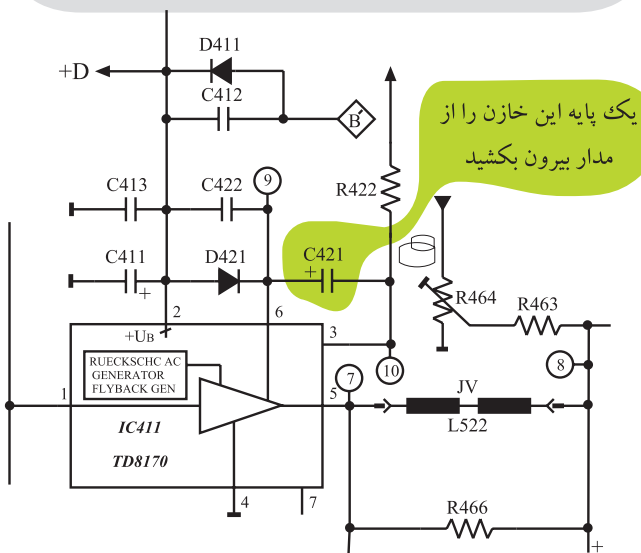 D411
+D
C412
B'
یک پایه این خازن را از
مدار بیرون بکشید
R422
9
C413
C422
C421
+
C411
+
D421
R464
R463
2
+UB
6
3
10
RUECKSCHC AC
GENERATOR
FLYBACK GEN
7
8
1
5
JV
L522
IC411
TD8170
4
7
R466
+